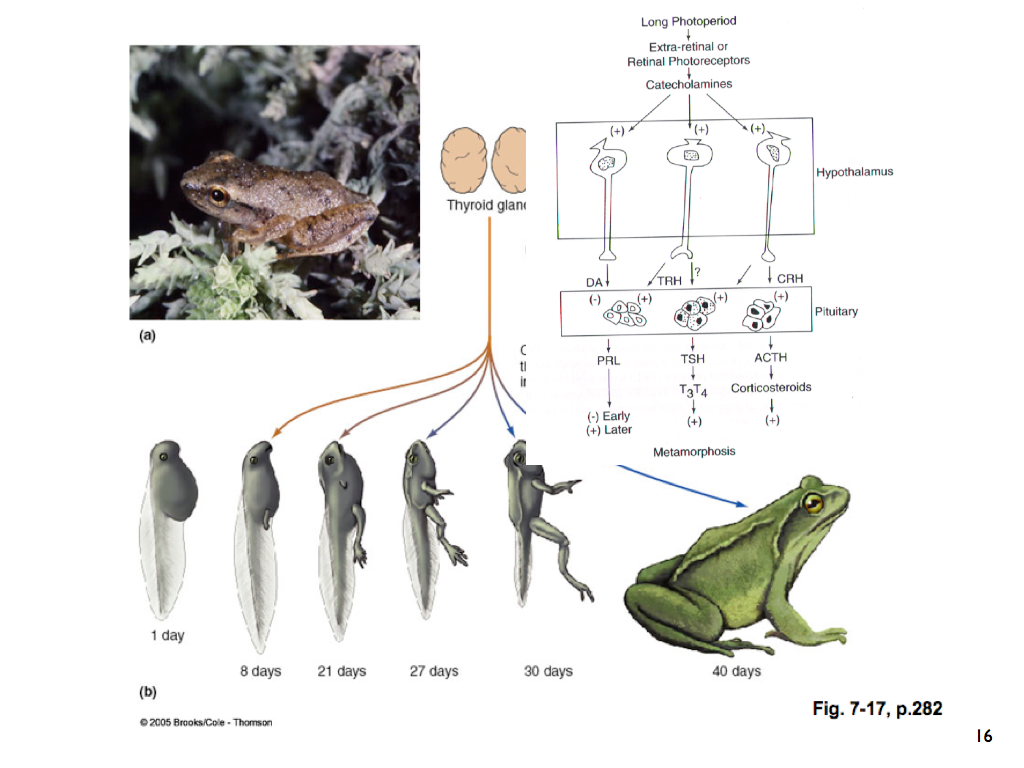 Long Photoperiod
Extra-retinal or
Retinal Photoreceptors
Catecholamines
(+) (+) (+)
Hypothalamus
Thyroid glan
DA TRH ? CRH
(-) (+) (+) (+)
Pituitary
(a)
PRL TSH ACTH
T3T4 Corticosteroids
(-) Early (+) (+)
(+) Later
Metamorphosis
1 day
8 days 21 days 27 days 30 days 40 days
(b)
Fig. 7-17, p.282
© 2005 Brooks/Cole - Thomson
16